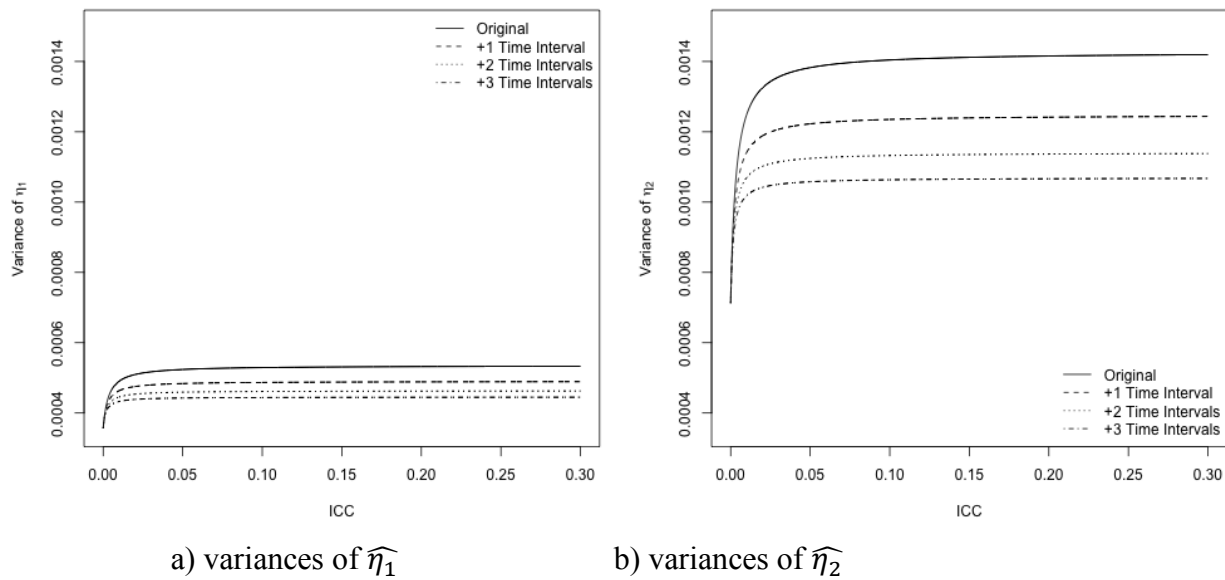 Original
+1 Time Interval
+2 Time Intervals
+3 Time Intervals
Variance of η₁
0.0014
0.0012
0.0010
0.0008
0.0006
0.0004
0.00 0.05 0.10 0.15 0.20 0.25 0.30
ICC
Variance of η₂
0.0014
0.0012
0.0010
0.0008
0.0006
0.0004
Original
+1 Time Interval
+2 Time Intervals
+3 Time Intervals
0.00 0.05 0.10 0.15 0.20 0.25 0.30
ICC
a) variances of \widehat{η₁}
b) variances of \widehat{η₂}